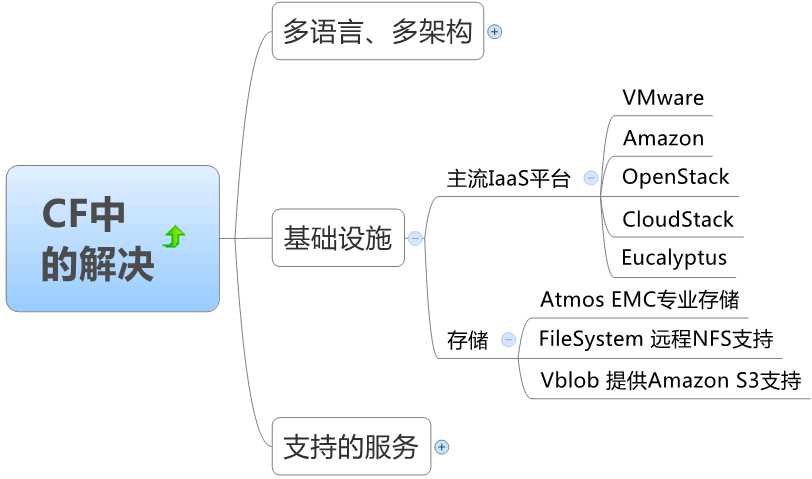 多语言、多架构
VMware
Amazon
主流IaaS平台
OpenStack
CloudStack
Eucalyptus
CF中
的解决
基础设施
Atmos EMC专业存储
存储
FileSystem 远程NFS支持
Vblob 提供Amazon S3支持
支持的服务